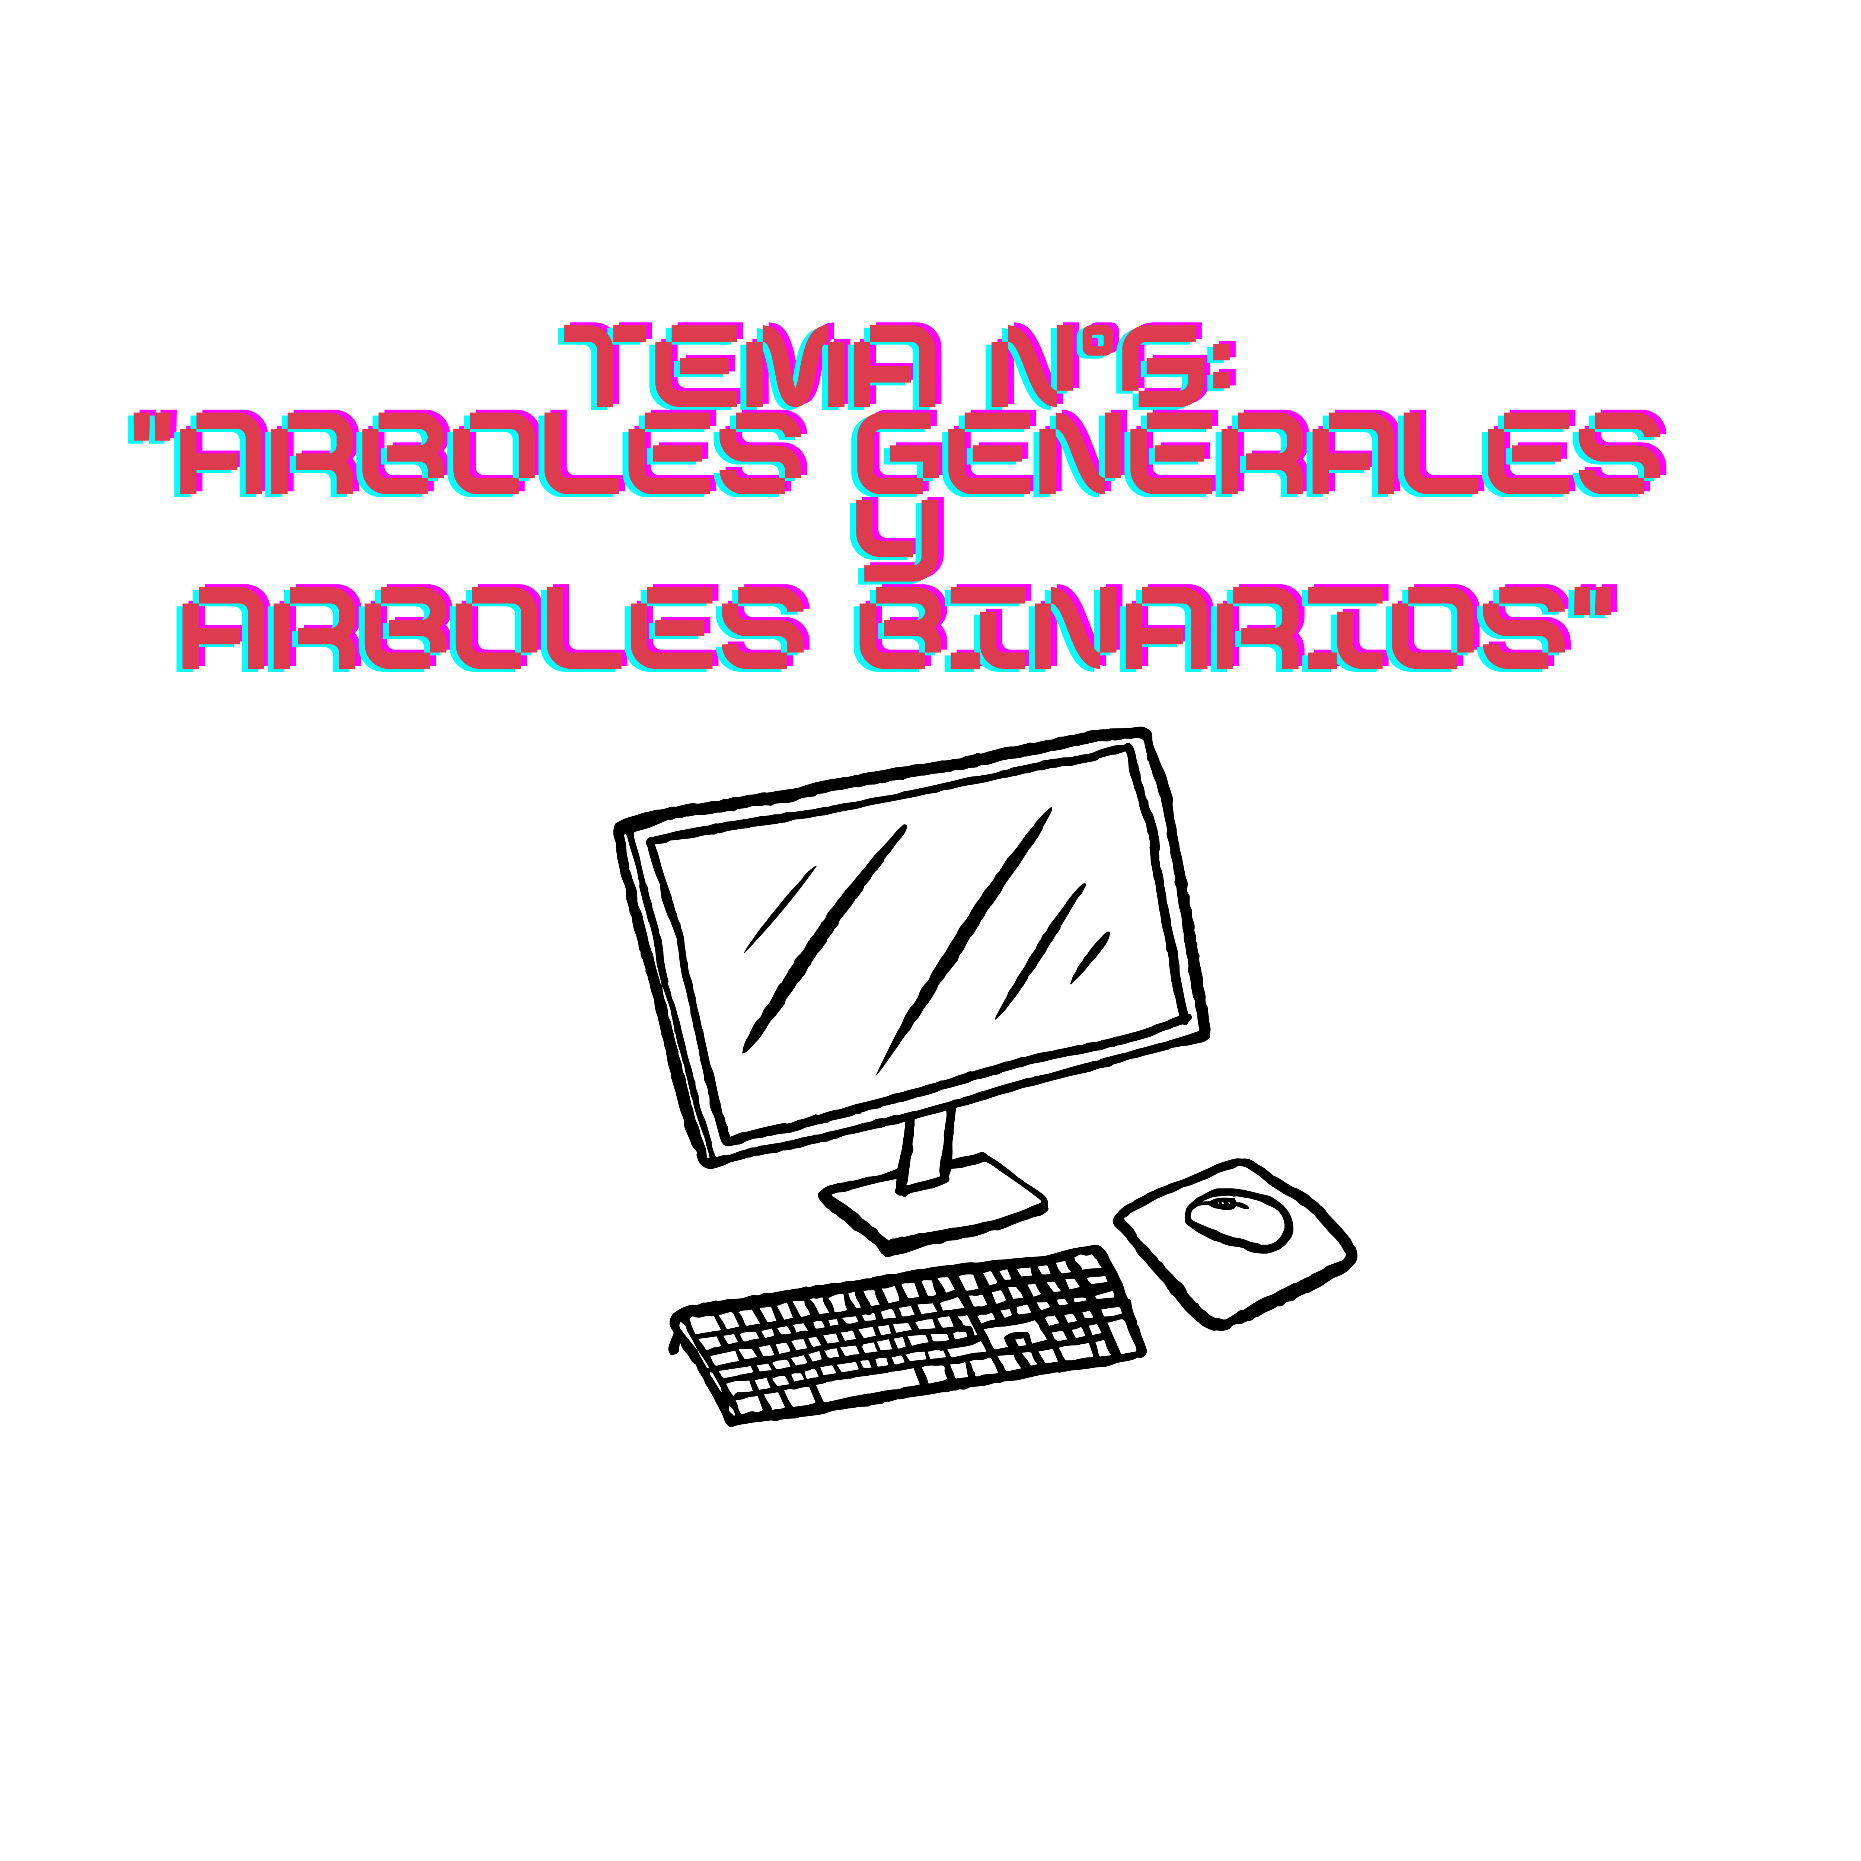 TEMA N°6:
"ARBOLES GENERALES
Y
ARBOLES BINARIOS"